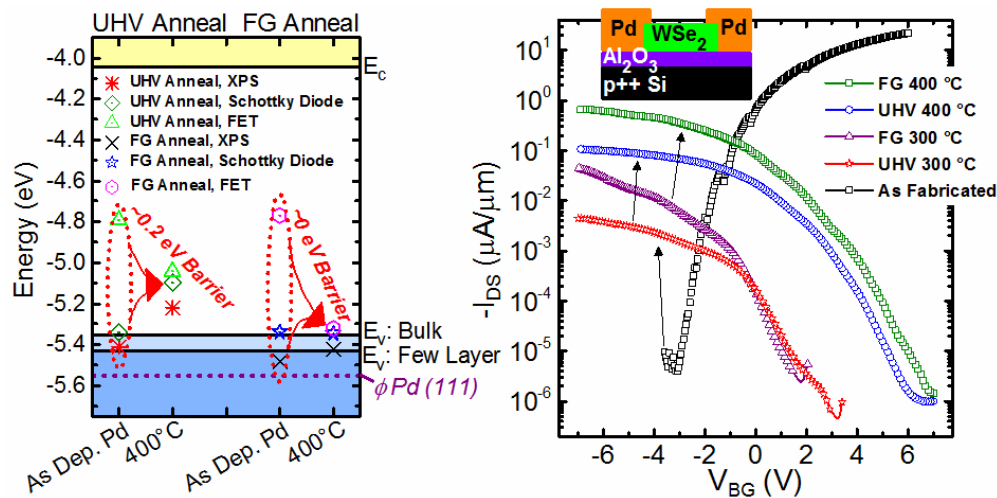 UHV Anneal FG Anneal
-4.0
-4.2
-4.4
-4.6
-4.8
-5.0
-5.2
-5.4
-5.6
Energy (eV)
E_C
UHV Anneal, XPS
UHV Anneal, Schottky Diode
UHV Anneal, FET
FG Anneal, XPS
FG Anneal, Schottky Diode
FG Anneal, FET
~0.2 eV Barrier
~0 eV Barrier
E_V: Bulk
E_V: Few Layer
ϕ Pd (111)
As Dep. Pd
400°C
As Dep. Pd
400°C
Pd WSe₂ Pd
Al₂O₃
p++ Si
10¹
10⁰
10⁻¹
10⁻²
10⁻³
10⁻⁴
10⁻⁵
10⁻⁶
-I_DS (µA/µm)
FG 400 °C
UHV 400 °C
FG 300 °C
UHV 300 °C
As Fabricated
-6 -4 -2 0 2 4 6
V_BG (V)